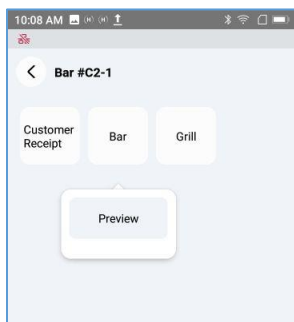 10:08 AM
Bar #C2-1
Customer
Receipt
Bar
Grill
Preview